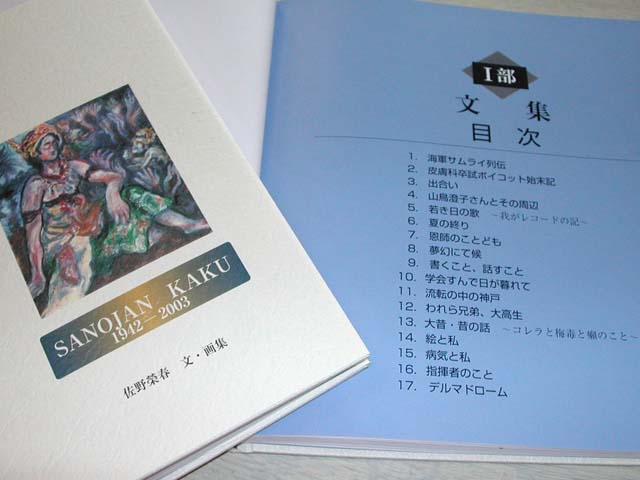 SANOJAN KAKU
1942—2003
佐野榮春 文・画集
I部
文集
目次
1. 海軍サムライ列伝
2. 皮膚科卒試ボイコット始末記
3. 出合い
4. 山鳥澄子さんとその周辺
5. 若き日の歌 ～我がレコードの記～
6. 夏の終り
7. 恩師のことども
8. 夢幻にて候
9. 書くこと、話すこと
10. 学会すんで日が暮れて
11. 流転の中の神戸
12. われら兄弟、大高生
13. 大昔・昔の話 ～コレラと梅毒と癩のこと～
14. 絵と私
15. 病気と私
16. 指揮者のこと
17. デルマドローム